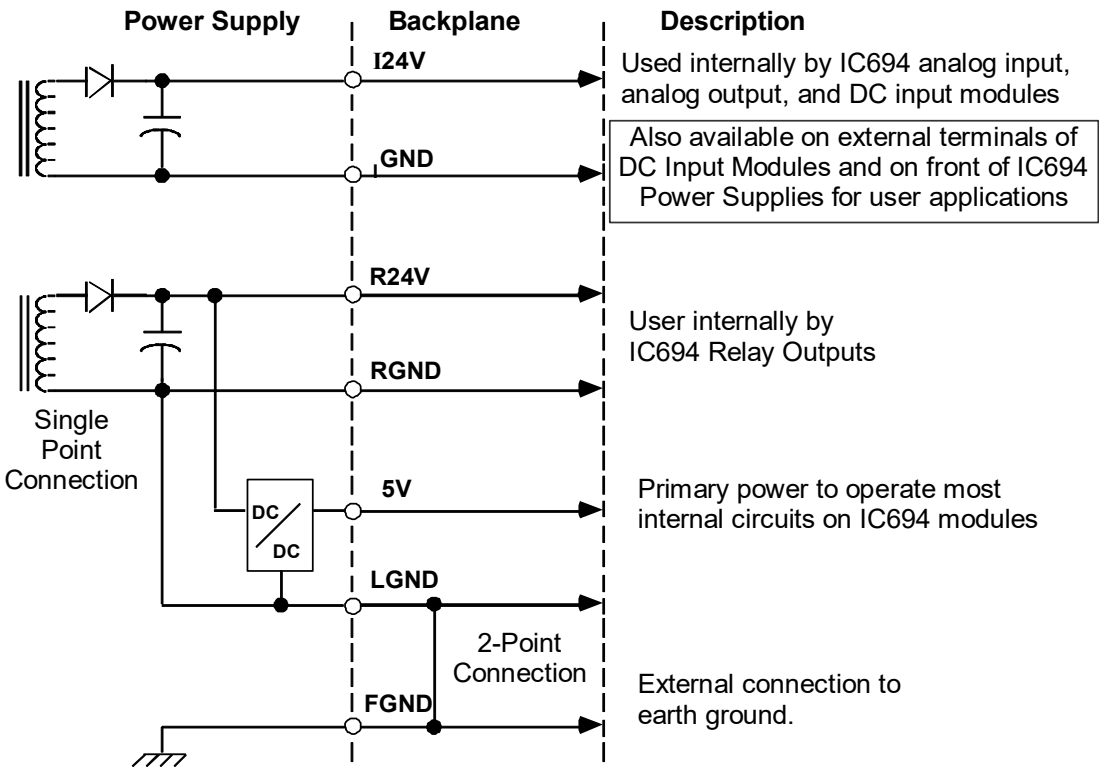 Power Supply
Backplane
Description
I24V
Used internally by IC694 analog input,
analog output, and DC input modules
GND
Also available on external terminals of
DC Input Modules and on front of IC694
Power Supplies for user applications
R24V
User internally by
IC694 Relay Outputs
RGND
Single
Point
Connection
DC
DC
5V
Primary power to operate most
internal circuits on IC694 modules
LGND
2-Point
Connection
FGND
External connection to
earth ground.